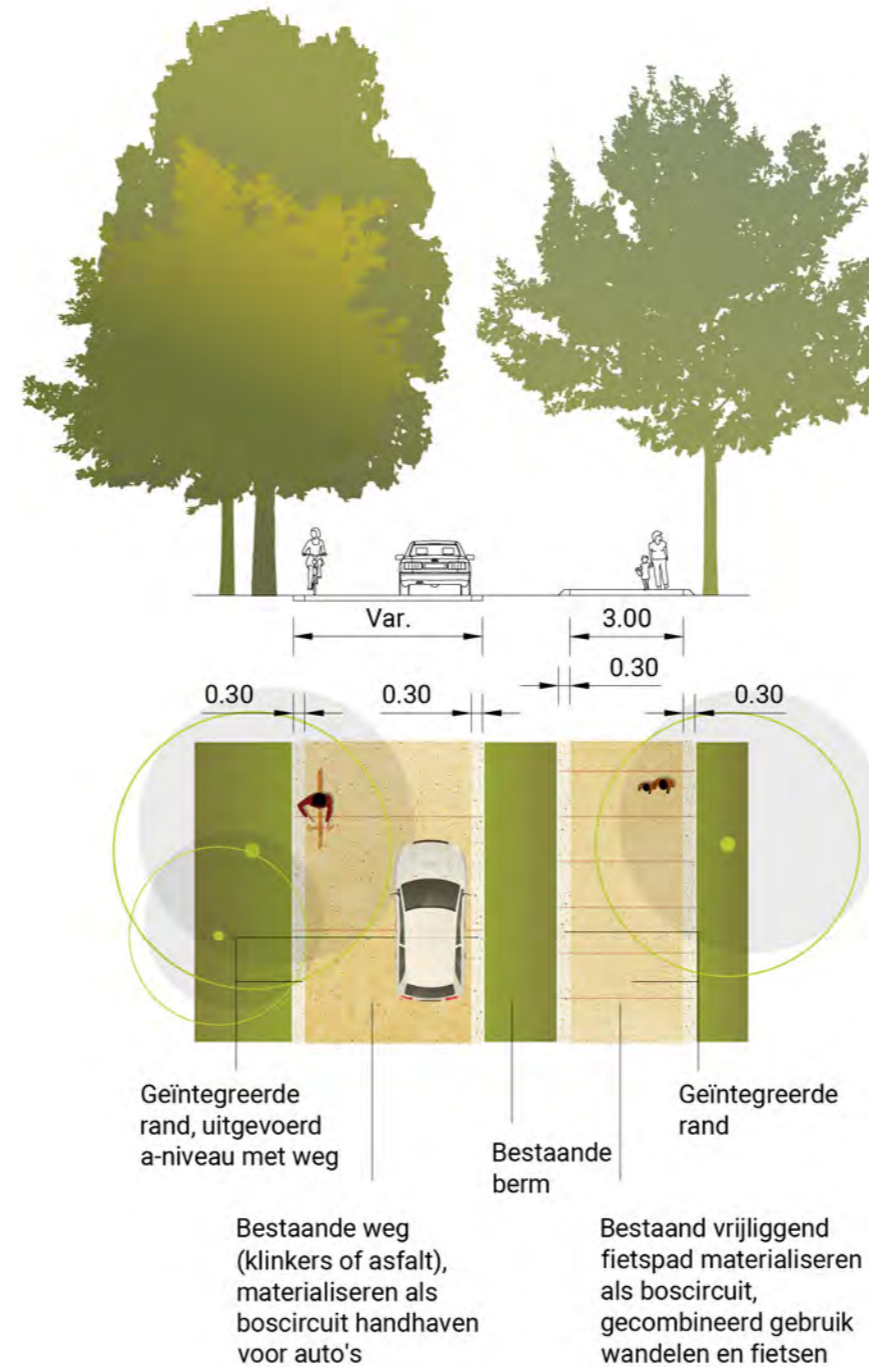 Var.
3.00
0.30
0.30
0.30
0.30
Geïntegreerde
rand, uitgevoerd
a-niveau met weg
Bestaande
berm
Geïntegreerde
rand
Bestaande weg
(klinkers of asfalt),
materialiseren als
boscircuit handhaven
voor auto's
Bestaand vrijliggend
fietspad materialiseren
als boscircuit,
gecombineerd gebruik
wandelen en fietsen